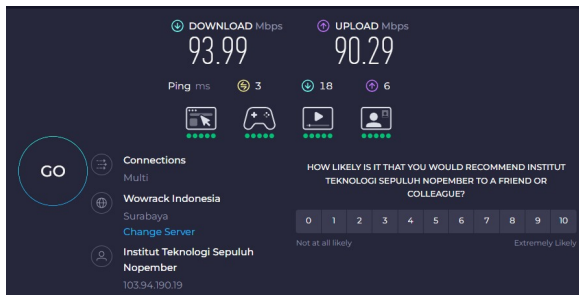 DOWNLOAD Mbps
93.99
UPLOAD Mbps
90.29
Ping ms 3 18 6
GO
Connections
Multi
Wowrack Indonesia
Surabaya
Change Server
Institut Teknologi Sepuluh
Nopember
103.94.190.19
HOW LIKELY IS IT THAT YOU WOULD RECOMMEND INSTITUT
TEKNOLOGI SEPULUH NOPEMBER TO A FRIEND OR
COLLEAGUE?
0 1 2 3 4 5 6 7 8 9 10
Not at all likely Extremely Likely